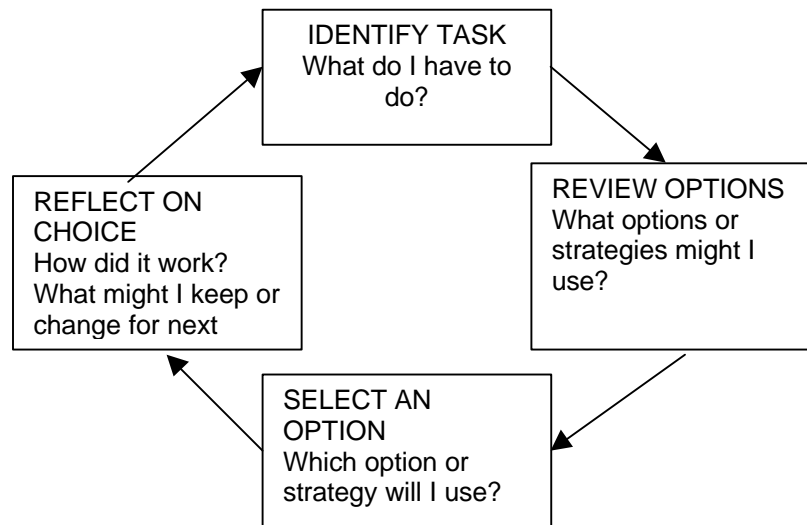 IDENTIFY TASK
What do I have to
do?
REVIEW OPTIONS
What options or
strategies might I
use?
SELECT AN
OPTION
Which option or
strategy will I use?
REFLECT ON
CHOICE
How did it work?
What might I keep or
change for next